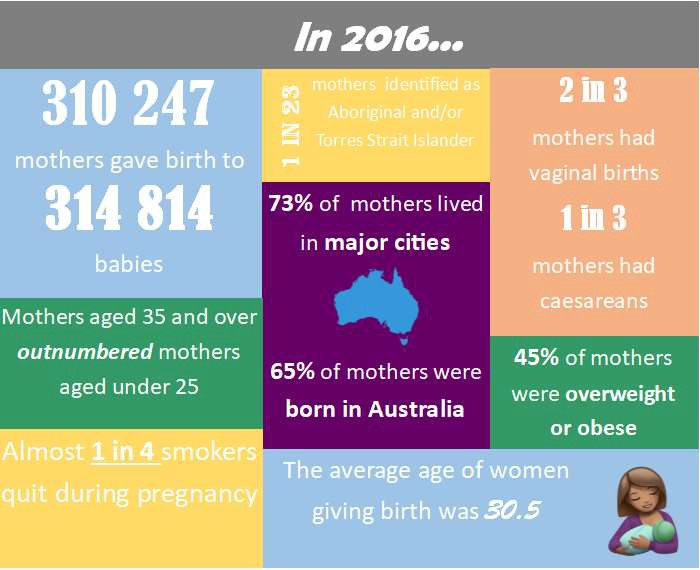 In 2016...
310 247
mothers gave birth to
314 814
babies
1 IN 23
mothers identified as
Aboriginal and/or
Torres Strait Islander
2 in 3
mothers had
vaginal births
1 in 3
mothers had
caesareans
73% of mothers lived
in major cities
65% of mothers were
born in Australia
Mothers aged 35 and over
outnumbered mothers
aged under 25
45% of mothers
were overweight
or obese
Almost 1 in 4 smokers
quit during pregnancy
The average age of women
giving birth was 30.5